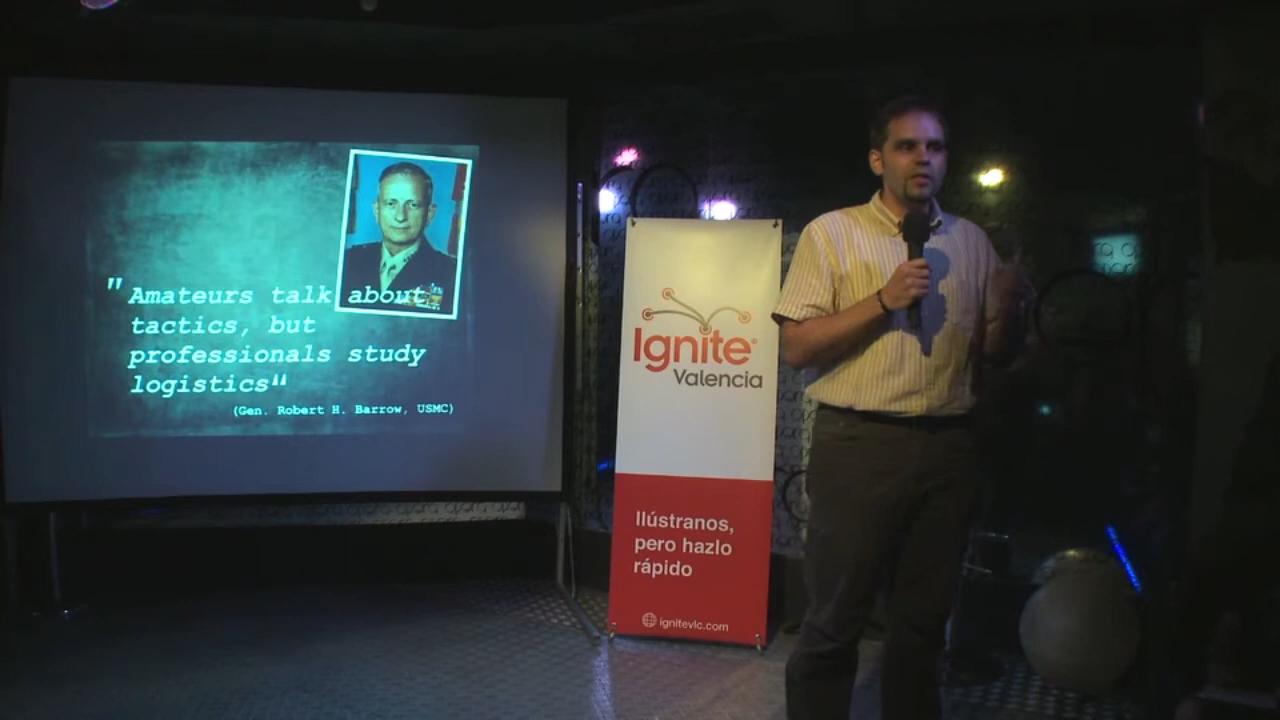 "Amateurs talk about
tactics, but
professionals study
logistics"
(Gen. Robert H. Barrow, USMC)
Ignite
Valencia
Ilústranos,
pero hazlo
rápido
ignitevlc.com